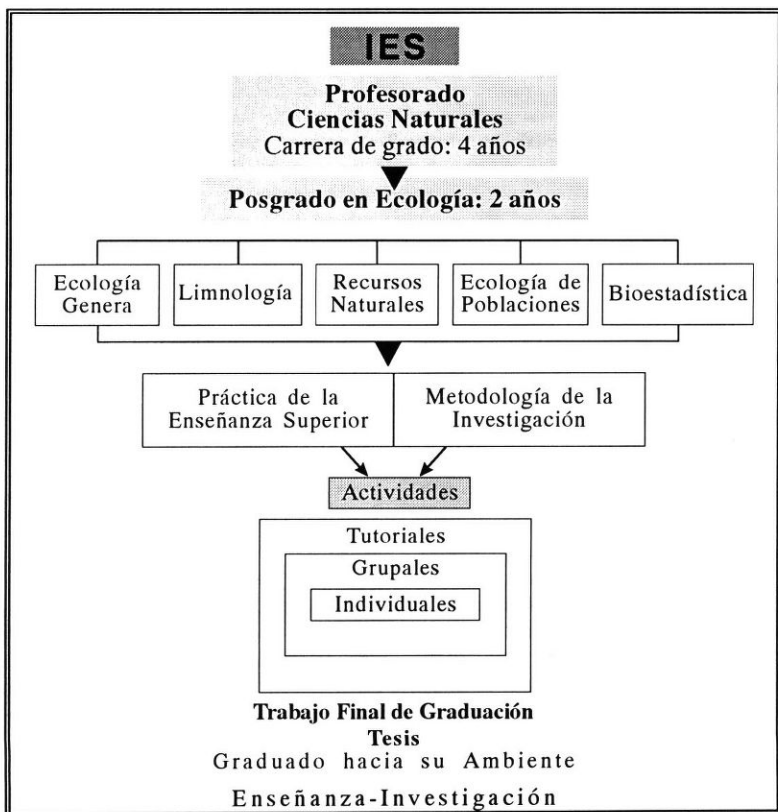 IES
Profesorado
Ciencias Naturales
Carrera de grado: 4 años
Posgrado en Ecología: 2 años
Ecología
Genera
Limnología
Recursos
Naturales
Ecología de
Poblaciones
Bioestadística
Práctica de la
Enseñanza Superior
Metodología de la
Investigación
Actividades
Tutoriales
Grupales
Individuales
Trabajo Final de Graduación
Tesis
Graduado hacia su Ambiente
Enseñanza-Investigación